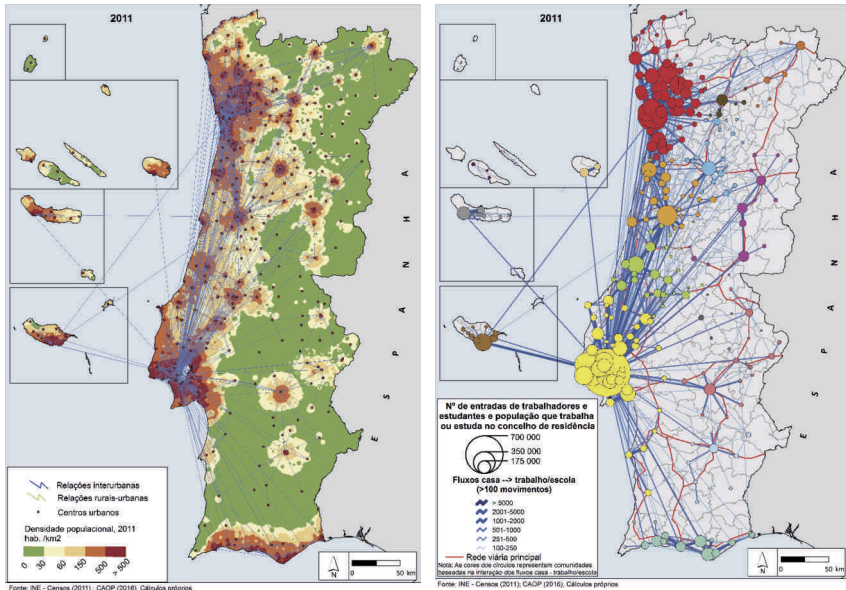 2011
A
H
N
A
P
S
E
Relações interurbanas
Relações rurais-urbanas
Centros urbanos
Densidade populacional, 2011
hab. /km2
0
30
60
150
500
> 500
N
0
50 km
Fonte: INE - Censos (2011) ; CAOP (2016), Cálculos próprios
2011
A
H
N
A
P
S
E
Nº de entradas de trabalhadores e
estudantes e população que trabalha
ou estuda no concelho de residência
700 000
350 000
175 000
Fluxos casa --> trabalho/escola
(>100 movimentos)
> 5000
2001-5000
1001-2000
501-1000
251-500
100-250
Rede viária principal
Nota; As cores dos círculos representam comunidades
baseadas na interação dos fluxos casa - trabalho/escola
N
0
50 km
Fonte: INE - Censos (2011); CAOP (2016), Cálculos próprios